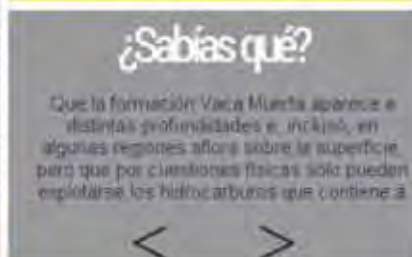 ¿Sabías qué?
Que la formación Vaca Muerta aparece a
distintas profundidades e, incluso, en
algunas regiones aflora sobre la superficie,
pero que por cuestiones físicas sólo pueden
explotarse los hidrocarburos que contiene a